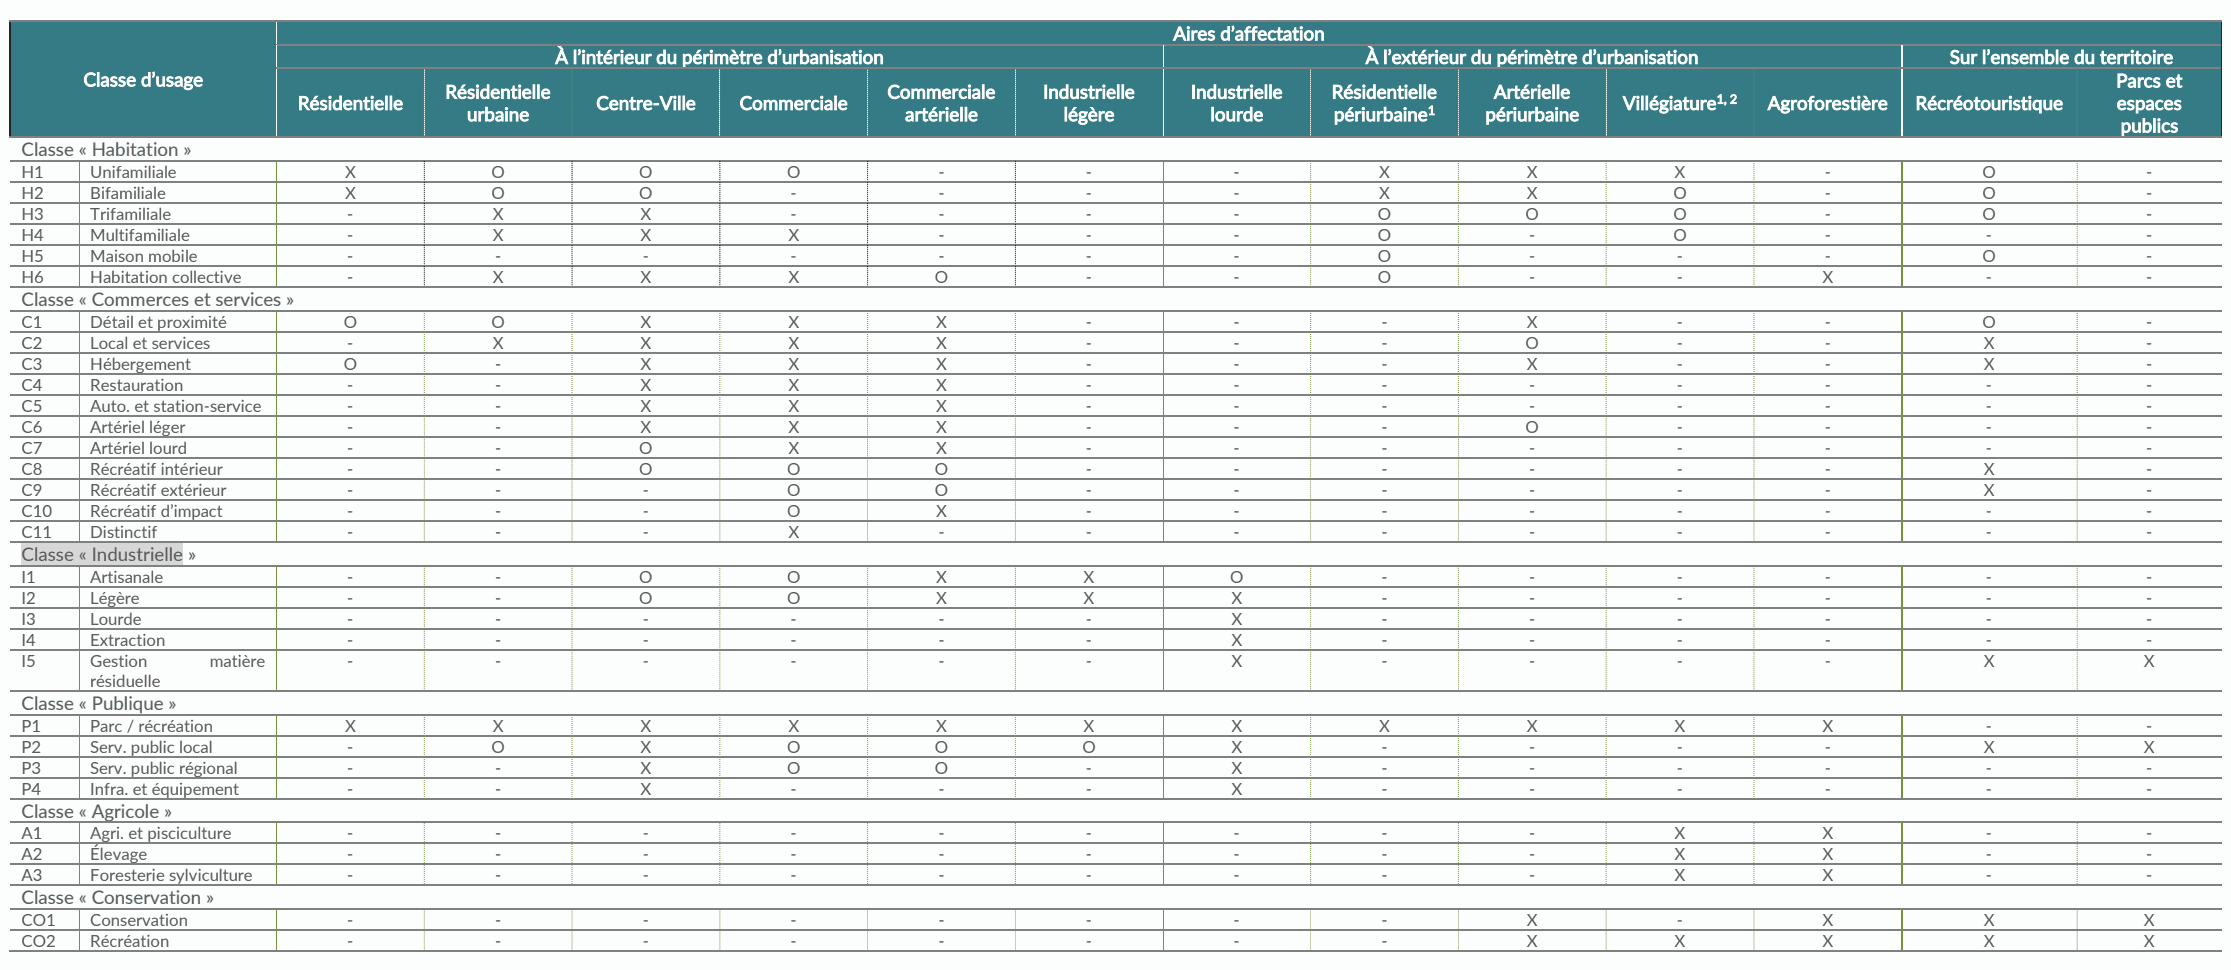 Aires d'affectation
Classe d'usage
À l'intérieur du périmètre d'urbanisation À l'extérieur du périmètre d'urbanisation Sur l'ensemble du territoire
Résidentielle Résidentielle urbaine Centre-Ville Commerciale Commerciale artérielle Industrielle légère Industrielle lourde Résidentielle périurbaine¹ Artérielle périurbaine Villégiature¹, ² Agroforestière Récréotouristique Parcs et espaces publics
Classe « Habitation »
H1 Unifamiliale X O O O - - - X X X - O -
H2 Bifamiliale X O O - - - - X X O - O -
H3 Trifamiliale - X X - - - - O O O - O -
H4 Multifamiliale - X X X - - - O - O - - -
H5 Maison mobile - - - - - - - O - - - O -
H6 Habitation collective - X X X O - - O - - X - -
Classe « Commerces et services »
C1 Détail et proximité O O X X X - - - X - - O -
C2 Local et services - X X X X - - - O - - X -
C3 Hébergement O - X X X - - - X - - X -
C4 Restauration - - X X X - - - - - - - -
C5 Auto. et station-service - - X X X - - - - - - - -
C6 Artériel léger - - X X X - - - O - - - -
C7 Artériel lourd - - O X X - - - - - - - -
C8 Récréatif intérieur - - O O O - - - - - - X -
C9 Récréatif extérieur - - - O O - - - - - - X -
C10 Récréatif d'impact - - - O X - - - - - - - -
C11 Distinctif - - - X - - - - - - - - -
Classe « Industrielle »
I1 Artisanale - - O O X X O - - - - - -
I2 Légère - - O O X X X - - - - - -
I3 Lourde - - - - - - X - - - - - -
I4 Extraction - - - - - - X - - - - - -
I5 Gestion matière - - - - - - X - - - - X X
résiduelle
Classe « Publique »
P1 Parc / récréation X X X X X X X X X X X - -
P2 Serv. public local - O X O O O X - - - - X X
P3 Serv. public régional - - X O O - X - - - - - -
P4 Infra. et équipement - - X - - - X - - - - - -
Classe « Agricole »
A1 Agri. et pisciculture - - - - - - - - - X X - -
A2 Élevage - - - - - - - - - X X - -
A3 Foresterie sylviculture - - - - - - - - - X X - -
Classe « Conservation »
CO1 Conservation - - - - - - - - X - X X X
CO2 Récréation - - - - - - - - X X X X X